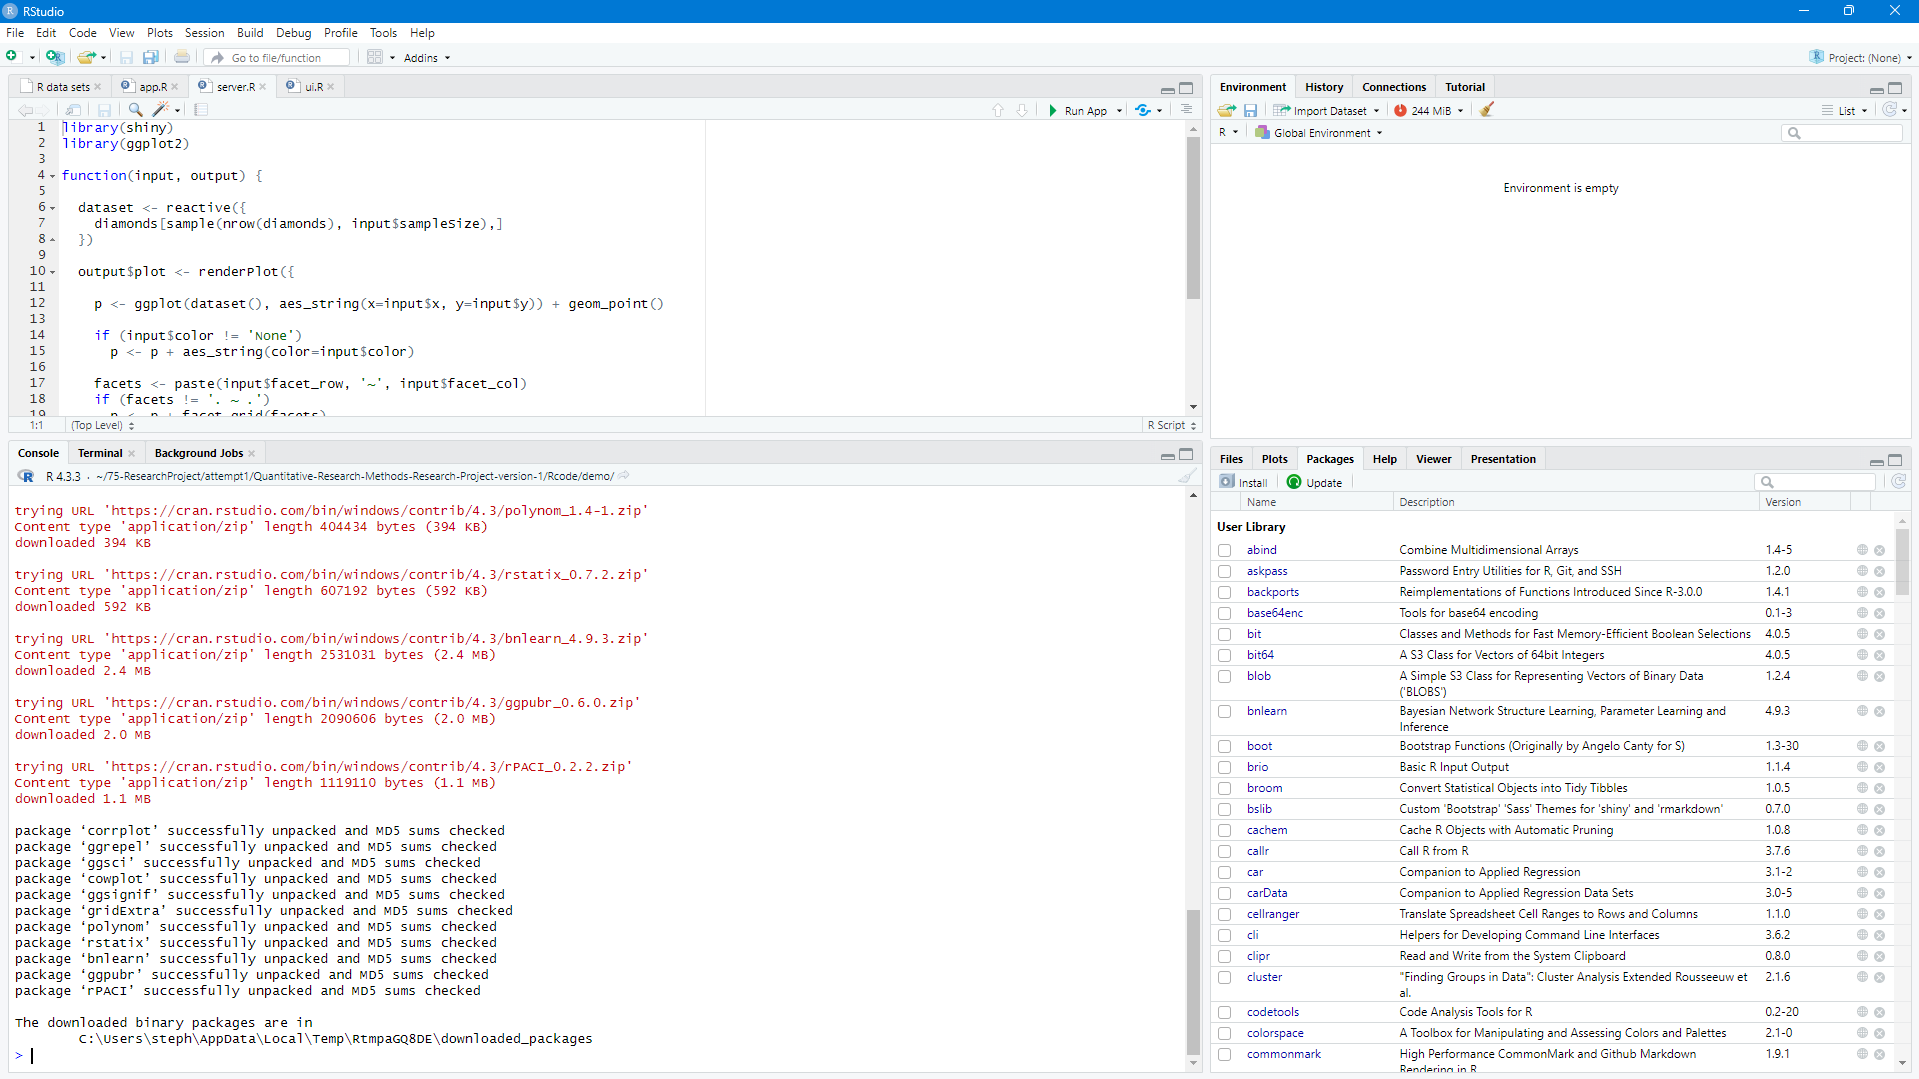 RStudio
File Edit Code View Plots Session Build Debug Profile Tools Help
Go to file/function Addins Project: (None)
R data sets app.R server.R ui.R
Run App
1 library(shiny)
2 library(ggplot2)
3
4 function(input, output) {
5
6 dataset <- reactive({
7 diamonds[sample(nrow(diamonds), input$sampleSize),]
8 })
9
10 output$plot <- renderPlot({
11
12 p <- ggplot(dataset(), aes_string(x=input$x, y=input$y)) + geom_point()
13
14 if (input$color != 'None')
15 p <- p + aes_string(color=input$color)
16
17 facets <- paste(input$facet_row, '~', input$facet_col)
18 if (facets != '. ~ .')
19 p <- p + facet_grid(facets)
1:1 (Top Level) R Script
Console Terminal Background Jobs
R 4.3.3 · ~/75-ResearchProject/attempt1/Quantitative-Research-Methods-Research-Project-version-1/Rcode/demo/
trying URL 'https://cran.rstudio.com/bin/windows/contrib/4.3/polynom_1.4-1.zip'
Content type 'application/zip' length 404434 bytes (394 KB)
downloaded 394 KB
trying URL 'https://cran.rstudio.com/bin/windows/contrib/4.3/rstatix_0.7.2.zip'
Content type 'application/zip' length 607192 bytes (592 KB)
downloaded 592 KB
trying URL 'https://cran.rstudio.com/bin/windows/contrib/4.3/bnlearn_4.9.3.zip'
Content type 'application/zip' length 2531031 bytes (2.4 MB)
downloaded 2.4 MB
trying URL 'https://cran.rstudio.com/bin/windows/contrib/4.3/ggpubr_0.6.0.zip'
Content type 'application/zip' length 2090606 bytes (2.0 MB)
downloaded 2.0 MB
trying URL 'https://cran.rstudio.com/bin/windows/contrib/4.3/rPACI_0.2.2.zip'
Content type 'application/zip' length 1119110 bytes (1.1 MB)
downloaded 1.1 MB
package ‘corrplot’ successfully unpacked and MD5 sums checked
package ‘ggrepel’ successfully unpacked and MD5 sums checked
package ‘ggsci’ successfully unpacked and MD5 sums checked
package ‘cowplot’ successfully unpacked and MD5 sums checked
package ‘ggsignif’ successfully unpacked and MD5 sums checked
package ‘gridExtra’ successfully unpacked and MD5 sums checked
package ‘polynom’ successfully unpacked and MD5 sums checked
package ‘rstatix’ successfully unpacked and MD5 sums checked
package ‘bnlearn’ successfully unpacked and MD5 sums checked
package ‘ggpubr’ successfully unpacked and MD5 sums checked
package ‘rPACI’ successfully unpacked and MD5 sums checked
The downloaded binary packages are in
C:\Users\steph\AppData\Local\Temp\RtmpaGQ8DE\downloaded_packages
>
Environment History Connections Tutorial
Import Dataset 244 MiB List
R Global Environment
Environment is empty
Files Plots Packages Help Viewer Presentation
Install Update
Name Description Version
User Library
abind Combine Multidimensional Arrays 1.4-5
askpass Password Entry Utilities for R, Git, and SSH 1.2.0
backports Reimplementations of Functions Introduced Since R-3.0.0 1.4.1
base64enc Tools for base64 encoding 0.1-3
bit Classes and Methods for Fast Memory-Efficient Boolean Selections 4.0.5
bit64 A S3 Class for Vectors of 64bit Integers 4.0.5
blob A Simple S3 Class for Representing Vectors of Binary Data 1.2.4
('BLOBS')
bnlearn Bayesian Network Structure Learning, Parameter Learning and 4.9.3
Inference
boot Bootstrap Functions (Originally by Angelo Canty for S) 1.3-30
brio Basic R Input Output 1.1.4
broom Convert Statistical Objects into Tidy Tibbles 1.0.5
bslib Custom 'Bootstrap' 'Sass' Themes for 'shiny' and 'rmarkdown' 0.7.0
cachem Cache R Objects with Automatic Pruning 1.0.8
callr Call R from R 3.7.6
car Companion to Applied Regression 3.1-2
carData Companion to Applied Regression Data Sets 3.0-5
cellranger Translate Spreadsheet Cell Ranges to Rows and Columns 1.1.0
cli Helpers for Developing Command Line Interfaces 3.6.2
clipr Read and Write from the System Clipboard 0.8.0
cluster "Finding Groups in Data": Cluster Analysis Extended Rousseeuw et 2.1.6
al.
codetools Code Analysis Tools for R 0.2-20
colorspace A Toolbox for Manipulating and Assessing Colors and Palettes 2.1-0
commonmark High Performance CommonMark and Github Markdown 1.9.1
Rendering in R